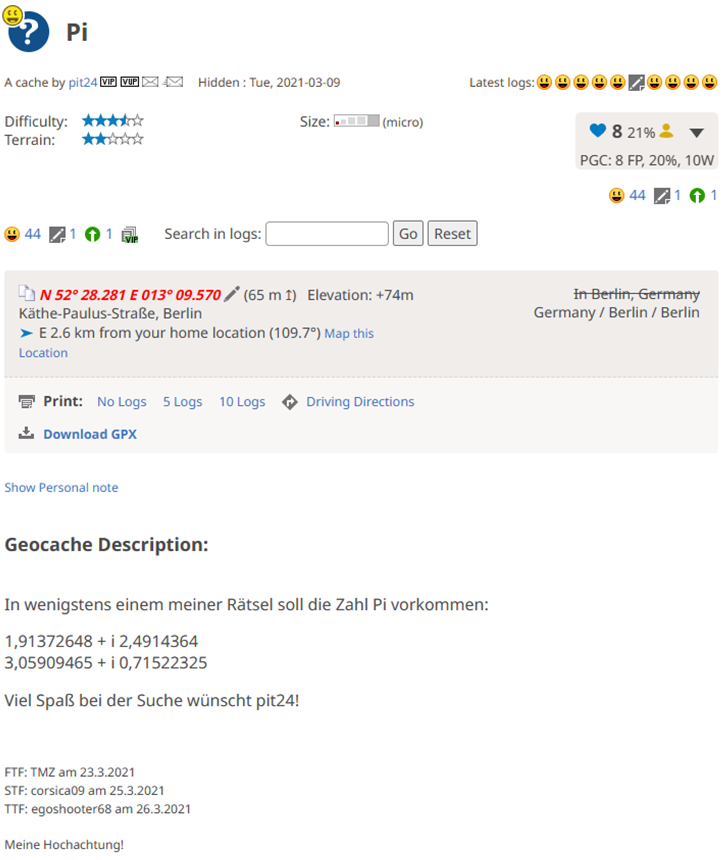 Pi
A cache by pit24 VIP VUP Hidden : Tue, 2021-03-09 Latest logs:
Difficulty: Size: (micro) 8 21%
Terrain:
PGC: 8 FP, 20%, 10W
44 1 1
44 1 1 VIP Search in logs: Go Reset
N 52° 28.281 E 013° 09.570 (65 m ↥) Elevation: +74m In Berlin, Germany
Käthe-Paulus-Straße, Berlin Germany / Berlin / Berlin
E 2.6 km from your home location (109.7°) Map this
Location
Print: No Logs 5 Logs 10 Logs Driving Directions
Download GPX
Show Personal note
Geocache Description:
In wenigstens einem meiner Rätsel soll die Zahl Pi vorkommen:
1,91372648 + i 2,4914364
3,05909465 + i 0,71522325
Viel Spaß bei der Suche wünscht pit24!
FTF: TMZ am 23.3.2021
STF: corsica09 am 25.3.2021
TTF: egoshooter68 am 26.3.2021
Meine Hochachtung!